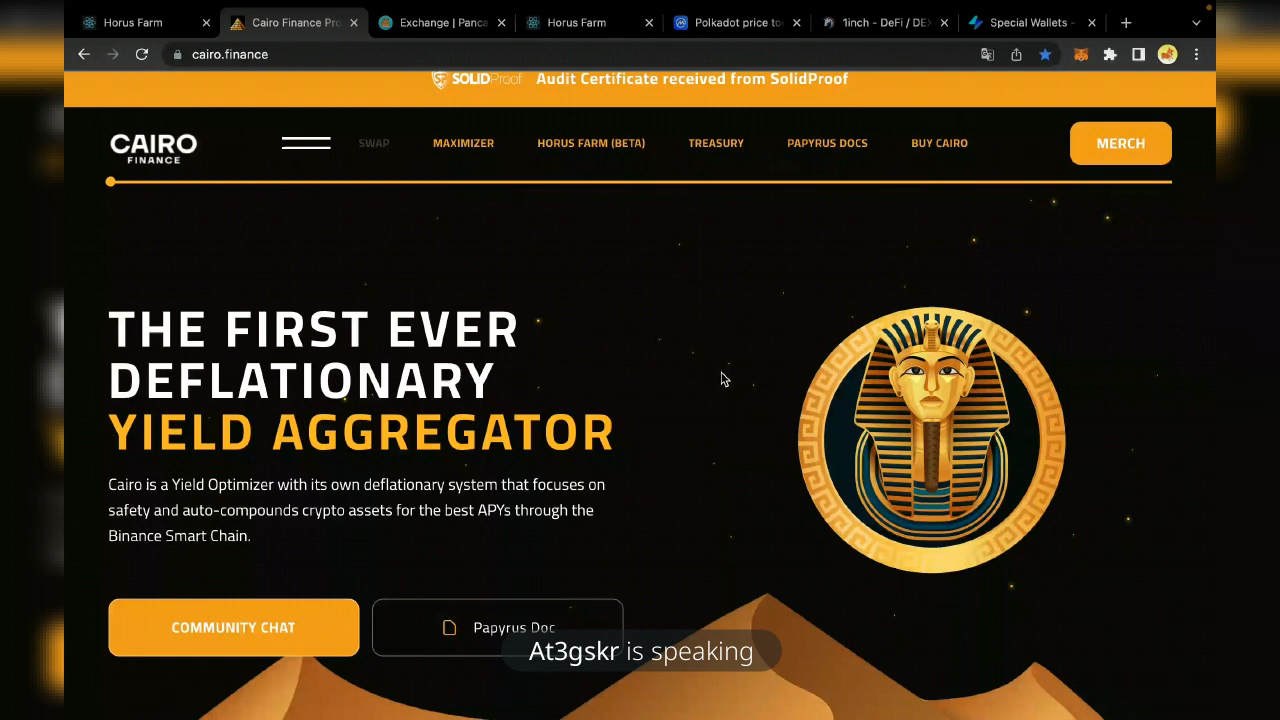 Horus Farm
Cairo Finance Pro
Exchange | Panca
Horus Farm
Polkadot price to
1inch - DeFi / DEX
Special Wallets -
cairo.finance
SOLIDProof Audit Certificate received from SolidProof
CAIRO
FINANCE
SWAP
MAXIMIZER
HORUS FARM (BETA)
TREASURY
PAPYRUS DOCS
BUY CAIRO
MERCH
THE FIRST EVER
DEFLATIONARY
YIELD AGGREGATOR
Cairo is a Yield Optimizer with its own deflationary system that focuses on
safety and auto-compounds crypto assets for the best APYs through the
Binance Smart Chain.
COMMUNITY CHAT
Papyrus Doc
At3gskr is speaking